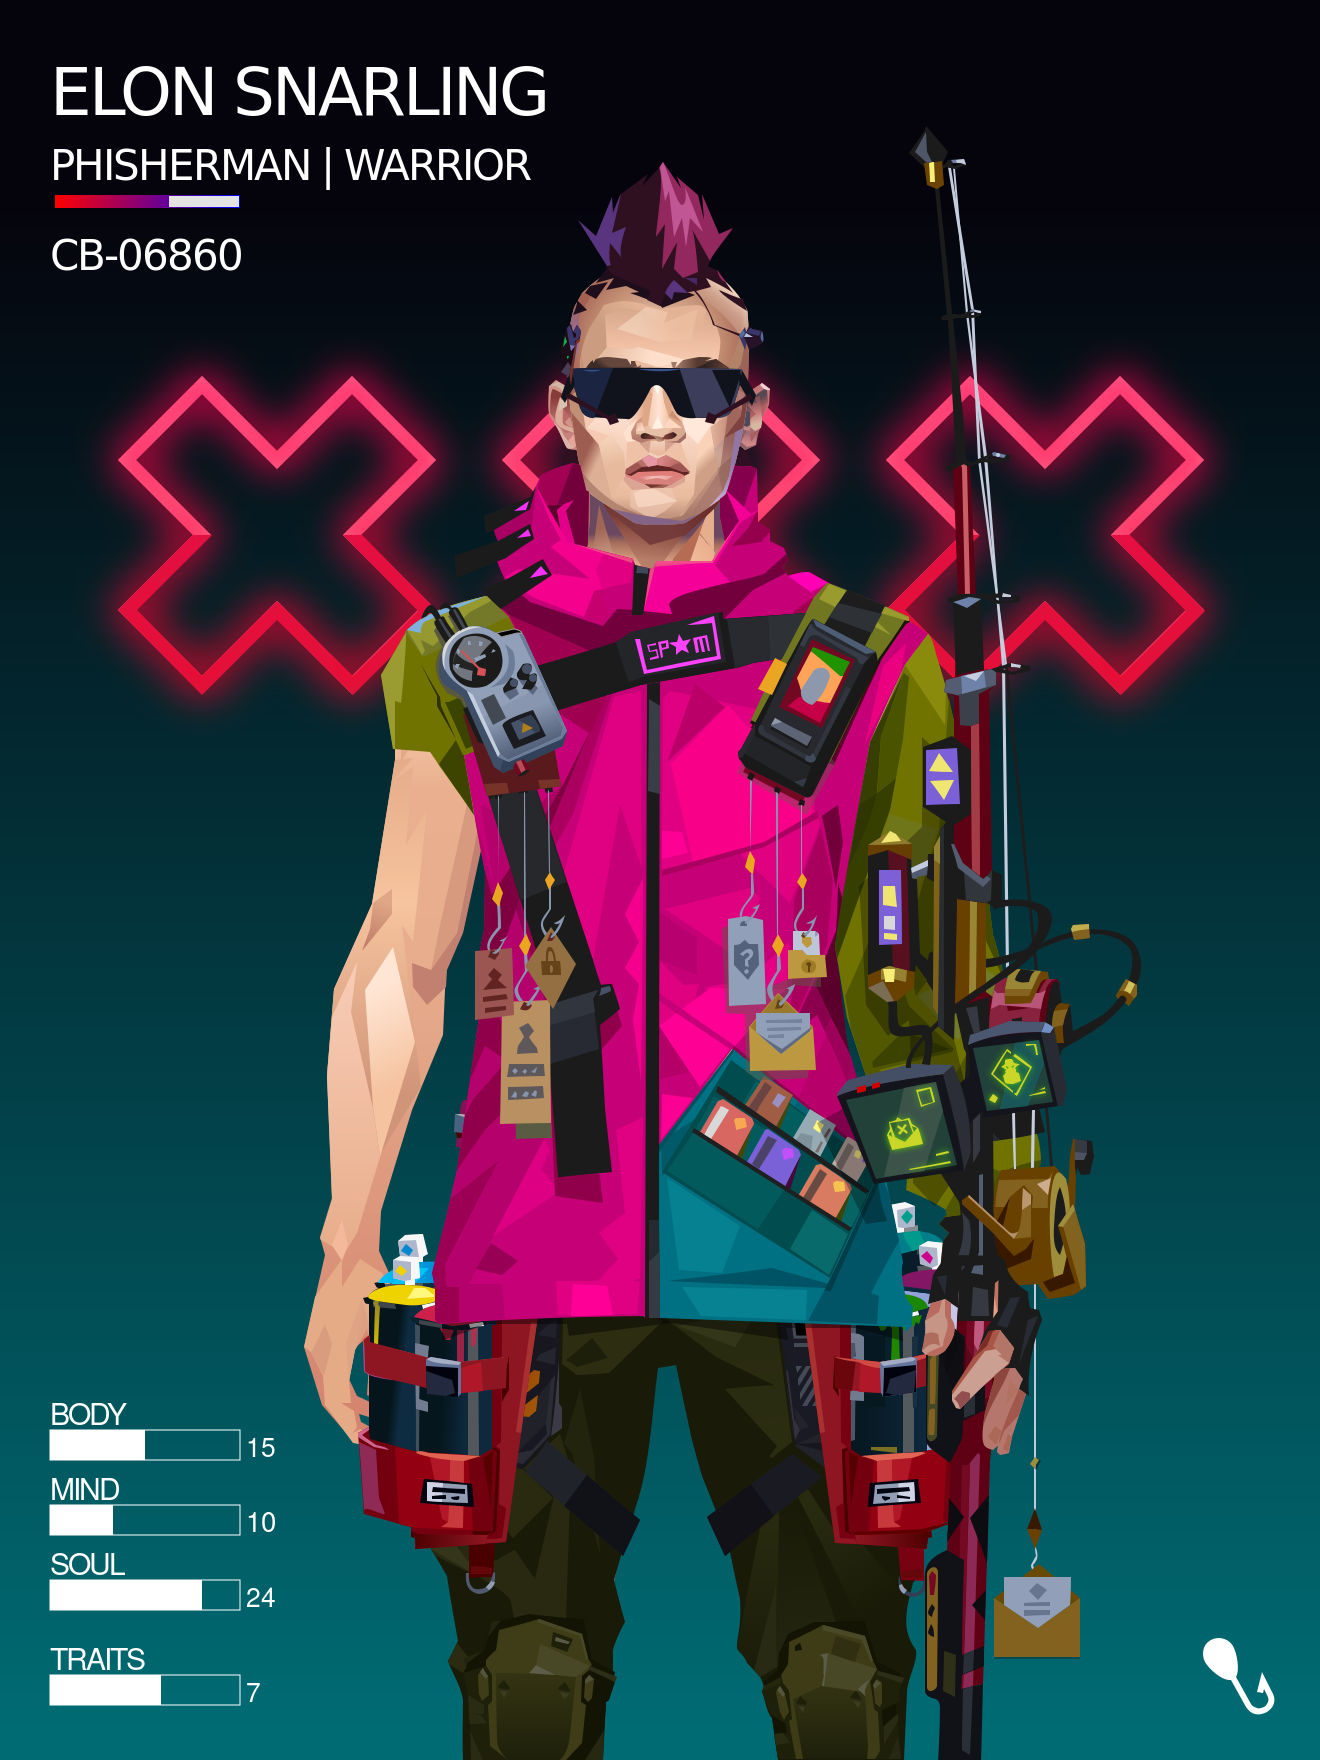 ELON SNARLING
PHISHERMAN | WARRIOR
CB-06860
SP★M
?
BODY
15
MIND
10
SOUL
24
TRAITS
7